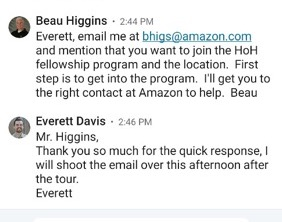 Beau Higgins • 2:44 PM
Everett, email me at bhigs@amazon.com
and mention that you want to join the HoH
fellowship program and the location.  First
step is to get into the program.  I'll get you to
the right contact at Amazon to help.  Beau
Everett Davis • 2:46 PM
Mr. Higgins,
Thank you so much for the quick response, I
will shoot the email over this afternoon after
the tour.
Everett